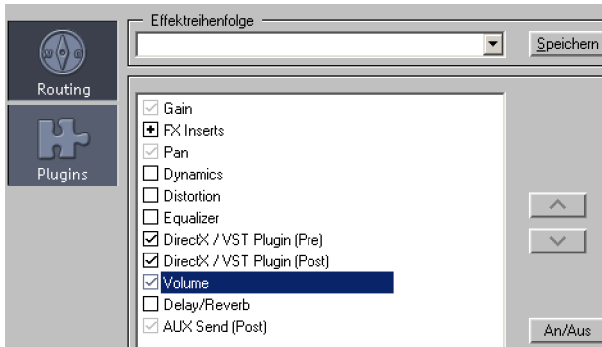 Effektreihenfolge
Speichern
Routing
Plugins
Gain
FX Inserts
Pan
Dynamics
Distortion
Equalizer
DirectX / VST Plugin (Pre)
DirectX / VST Plugin (Post)
Volume
Delay/Reverb
AUX Send (Post)
An/Aus